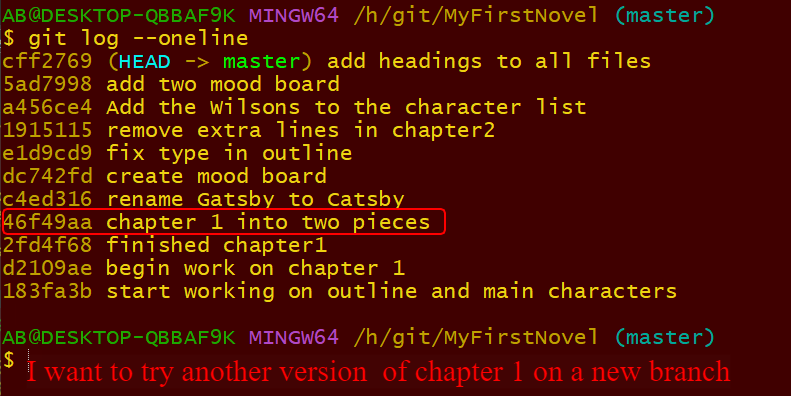 AB@DESKTOP-QBBAF9K MINGW64 /h/git/MyFirstNovel (master)
$ git log --oneline
cff2769 (HEAD -> master) add headings to all files
5ad7998 add two mood board
a456ce4 Add the Wilsons to the character list
1915115 remove extra lines in chapter2
e1d9cd9 fix type in outline
dc742fd create mood board
c4ed316 rename Gatsby to Catsby
46f49aa chapter 1 into two pieces
2fd4f68 finished chapter1
d2109ae begin work on chapter 1
183fa3b start working on outline and main characters
AB@DESKTOP-QBBAF9K MINGW64 /h/git/MyFirstNovel (master)
$
I want to try another version of chapter 1 on a new branch